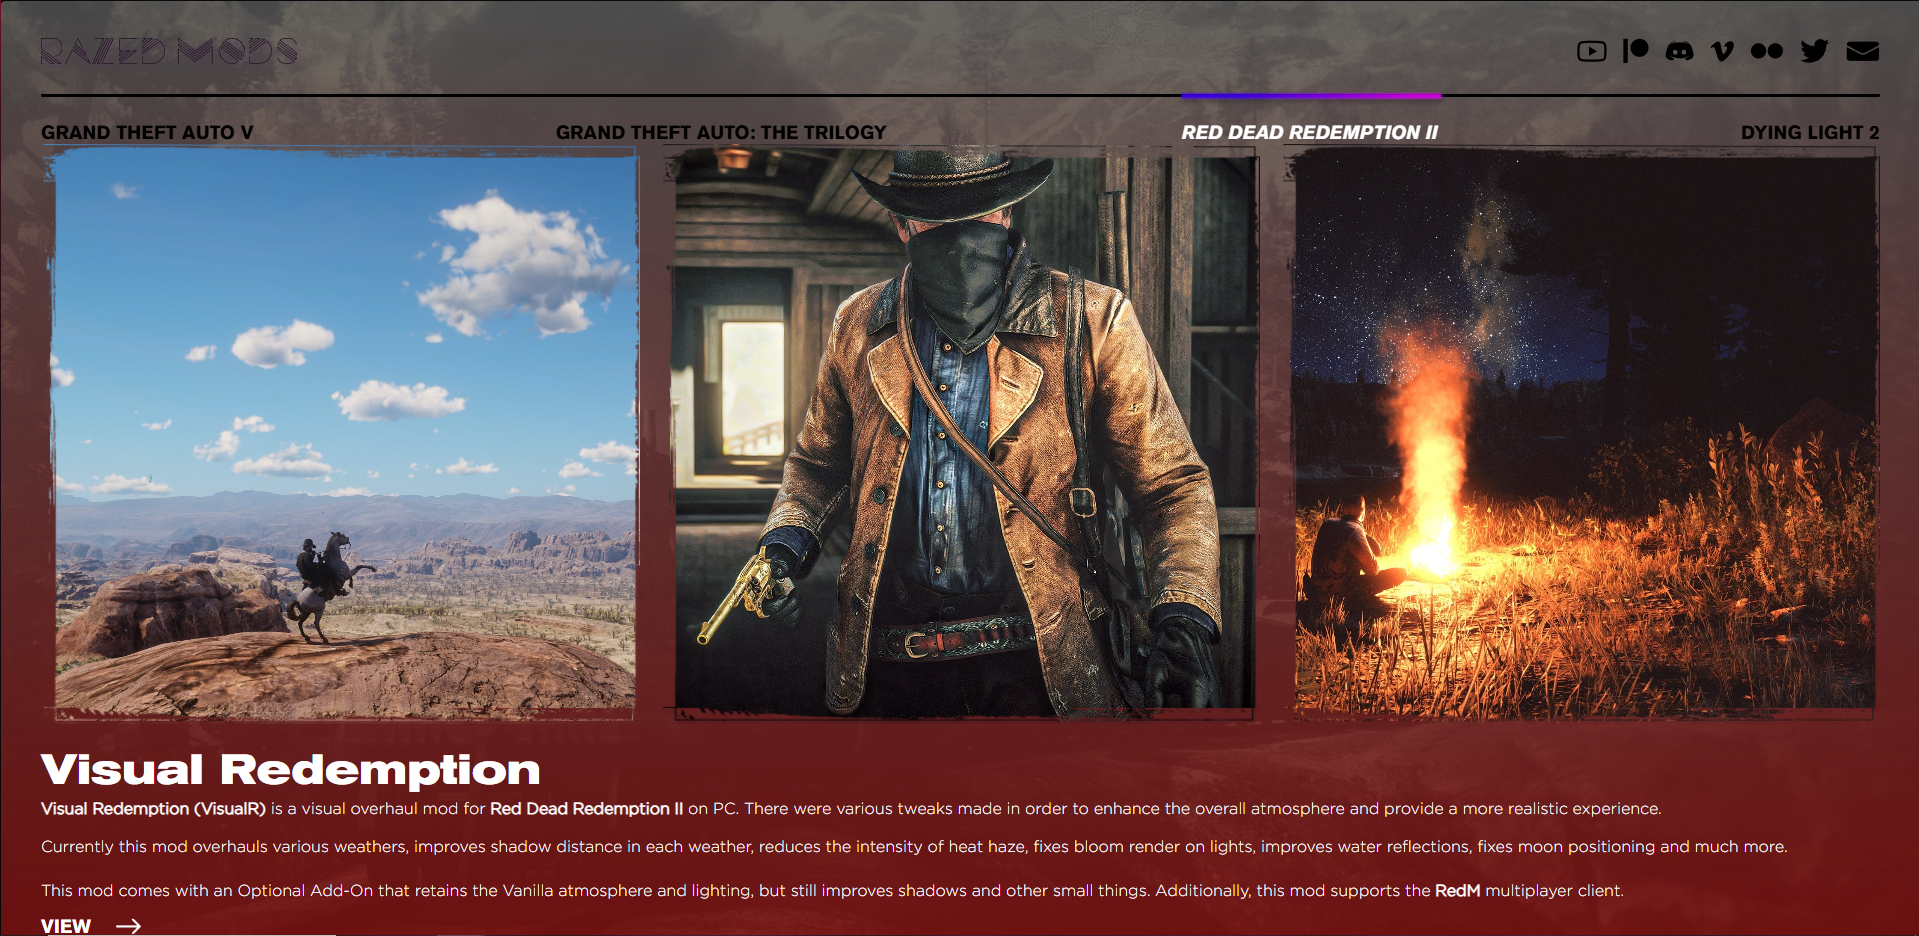 RAZED MODS
GRAND THEFT AUTO V
GRAND THEFT AUTO: THE TRILOGY
RED DEAD REDEMPTION II
DYING LIGHT 2
Visual Redemption
Visual Redemption (VisualR) is a visual overhaul mod for Red Dead Redemption II on PC. There were various tweaks made in order to enhance the overall atmosphere and provide a more realistic experience.
Currently this mod overhauls various weathers, improves shadow distance in each weather, reduces the intensity of heat haze, fixes bloom render on lights, improves water reflections, fixes moon positioning and much more.
This mod comes with an Optional Add-On that retains the Vanilla atmosphere and lighting, but still improves shadows and other small things. Additionally, this mod supports the RedM multiplayer client.
VIEW